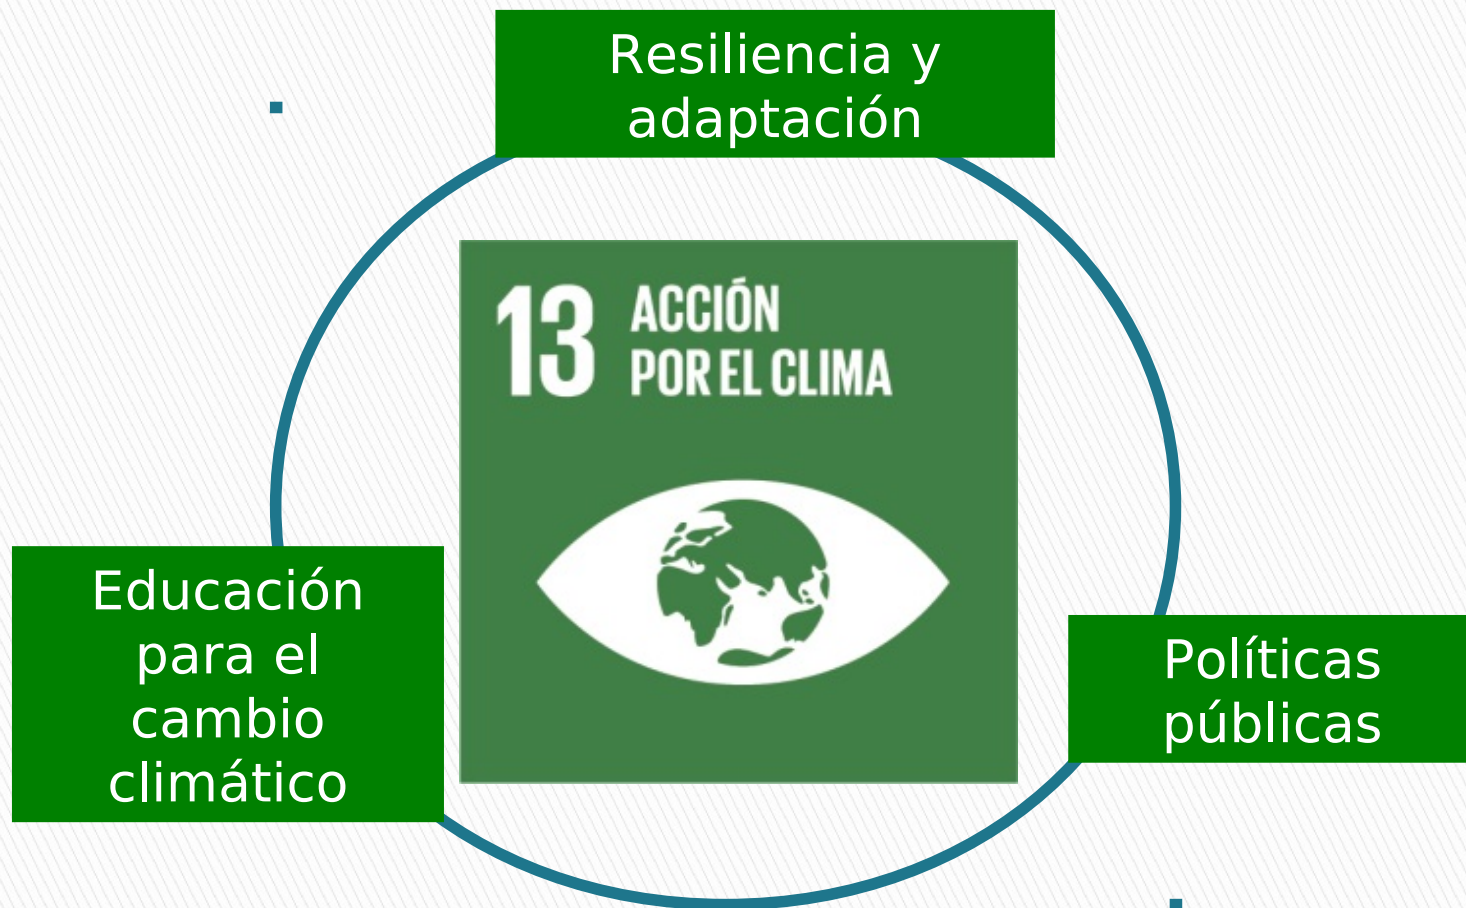 Resiliencia y
adaptación
13 ACCIÓN
POR EL CLIMA
Educación
para el
cambio
climático
Políticas
públicas